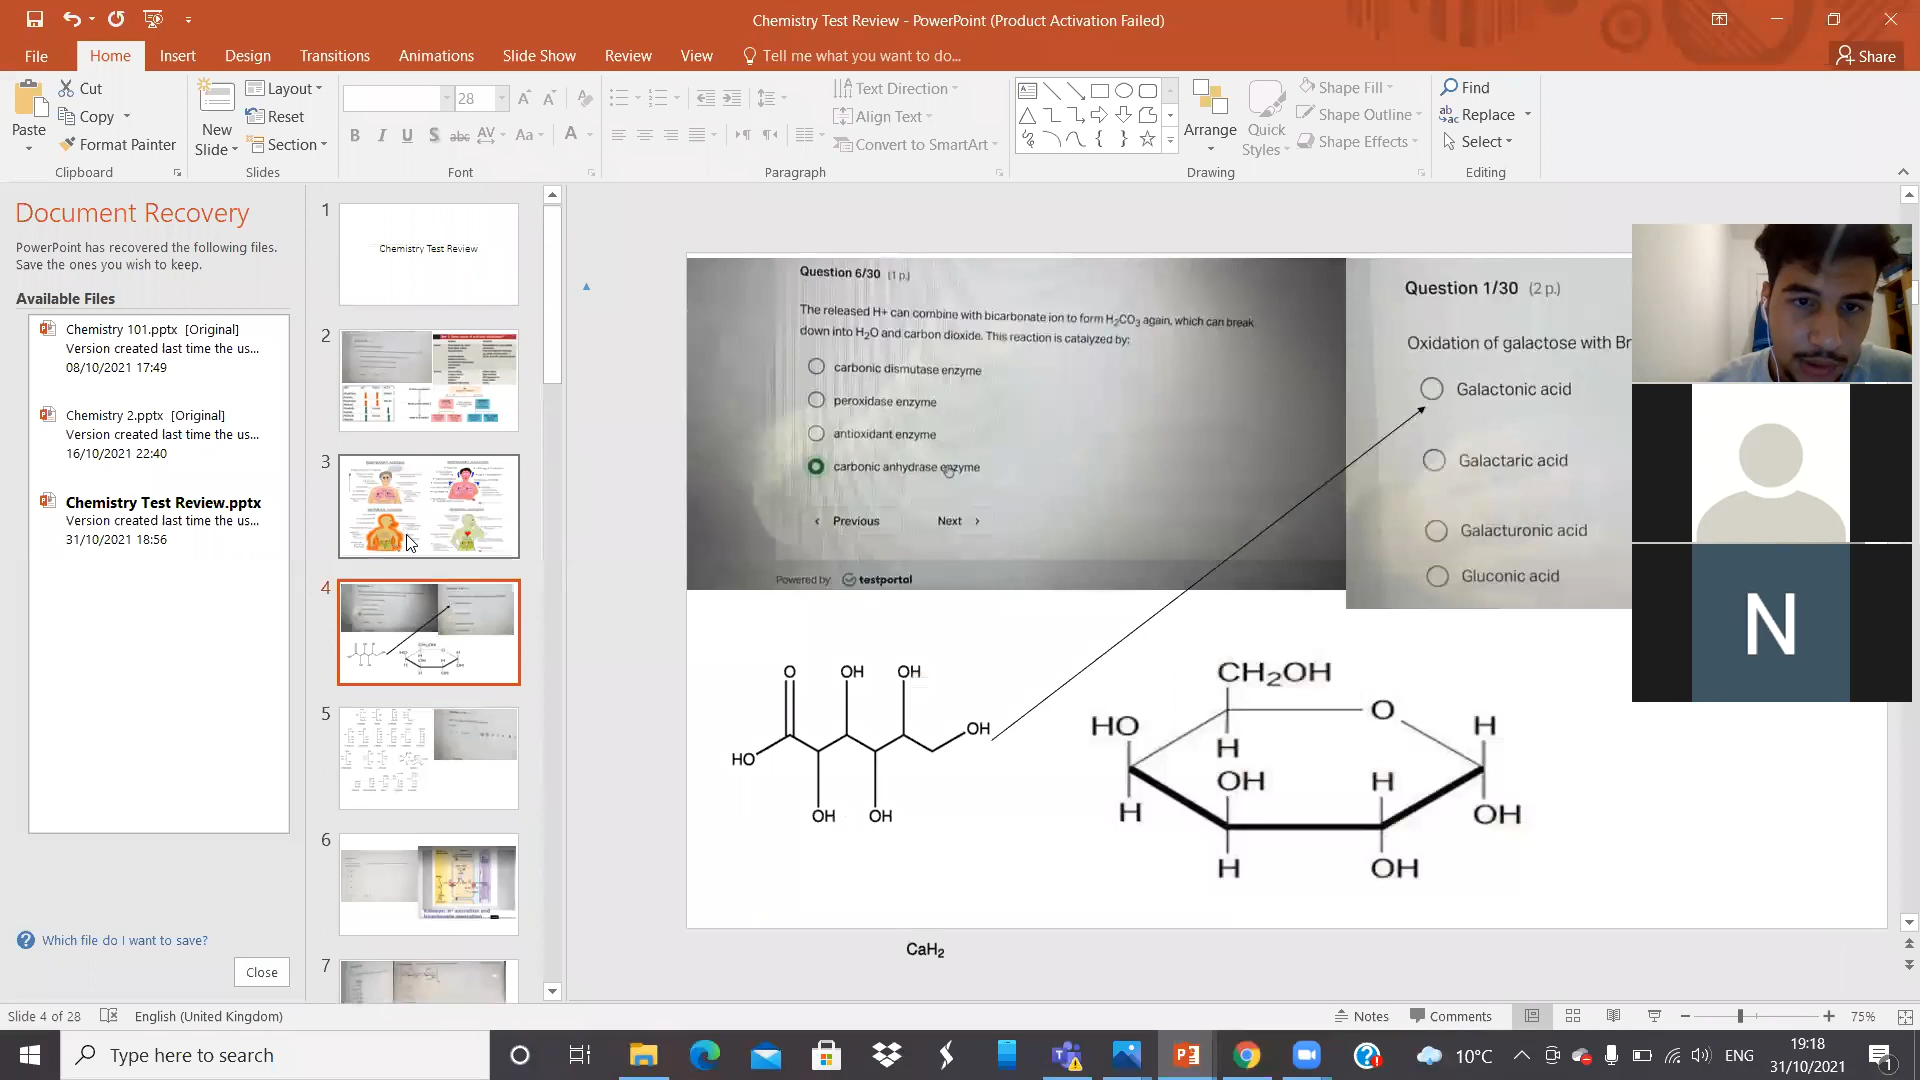 Chemistry Test Review - PowerPoint (Product Activation Failed)
File Home Insert Design Transitions Animations Slide Show Review View Tell me what you want to do... Share
Paste
Cut
Copy
Format Painter
Clipboard
New Slide
Layout
Reset
Section
Slides
28
Font
Text Direction
Align Text
Convert to SmartArt
Paragraph
Arrange
Quick Styles
Shape Fill
Shape Outline
Shape Effects
Drawing
Find
Replace
Select
Editing
Document Recovery
PowerPoint has recovered the following files.
Save the ones you wish to keep.
Available Files
Chemistry 101.pptx [Original]
Version created last time the us...
08/10/2021 17:49
Chemistry 2.pptx [Original]
Version created last time the us...
16/10/2021 22:40
Chemistry Test Review.pptx
Version created last time the us...
31/10/2021 18:56
Which file do I want to save?
Close
1
Chemistry Test Review
2
3
4
5
6
7
Question 6/30 (1 p.)
The released H+ can combine with bicarbonate ion to form H₂CO₃ again, which can break
down into H₂O and carbon dioxide. This reaction is catalyzed by:
carbonic dismutase enzyme
peroxidase enzyme
antioxidant enzyme
carbonic anhydrase enzyme
< Previous Next >
Powered by: testportal
Question 1/30 (2 p.)
Oxidation of galactose with Br
Galactonic acid
Galactaric acid
Galacturonic acid
Gluconic acid
N
O OH OH
OH
HO
OH OH
CH₂OH
HO O H
H
OH H
H OH
H OH
CaH₂
Slide 4 of 28 English (United Kingdom) Notes Comments 75%
Type here to search
10°C ENG
19:18
31/10/2021
1